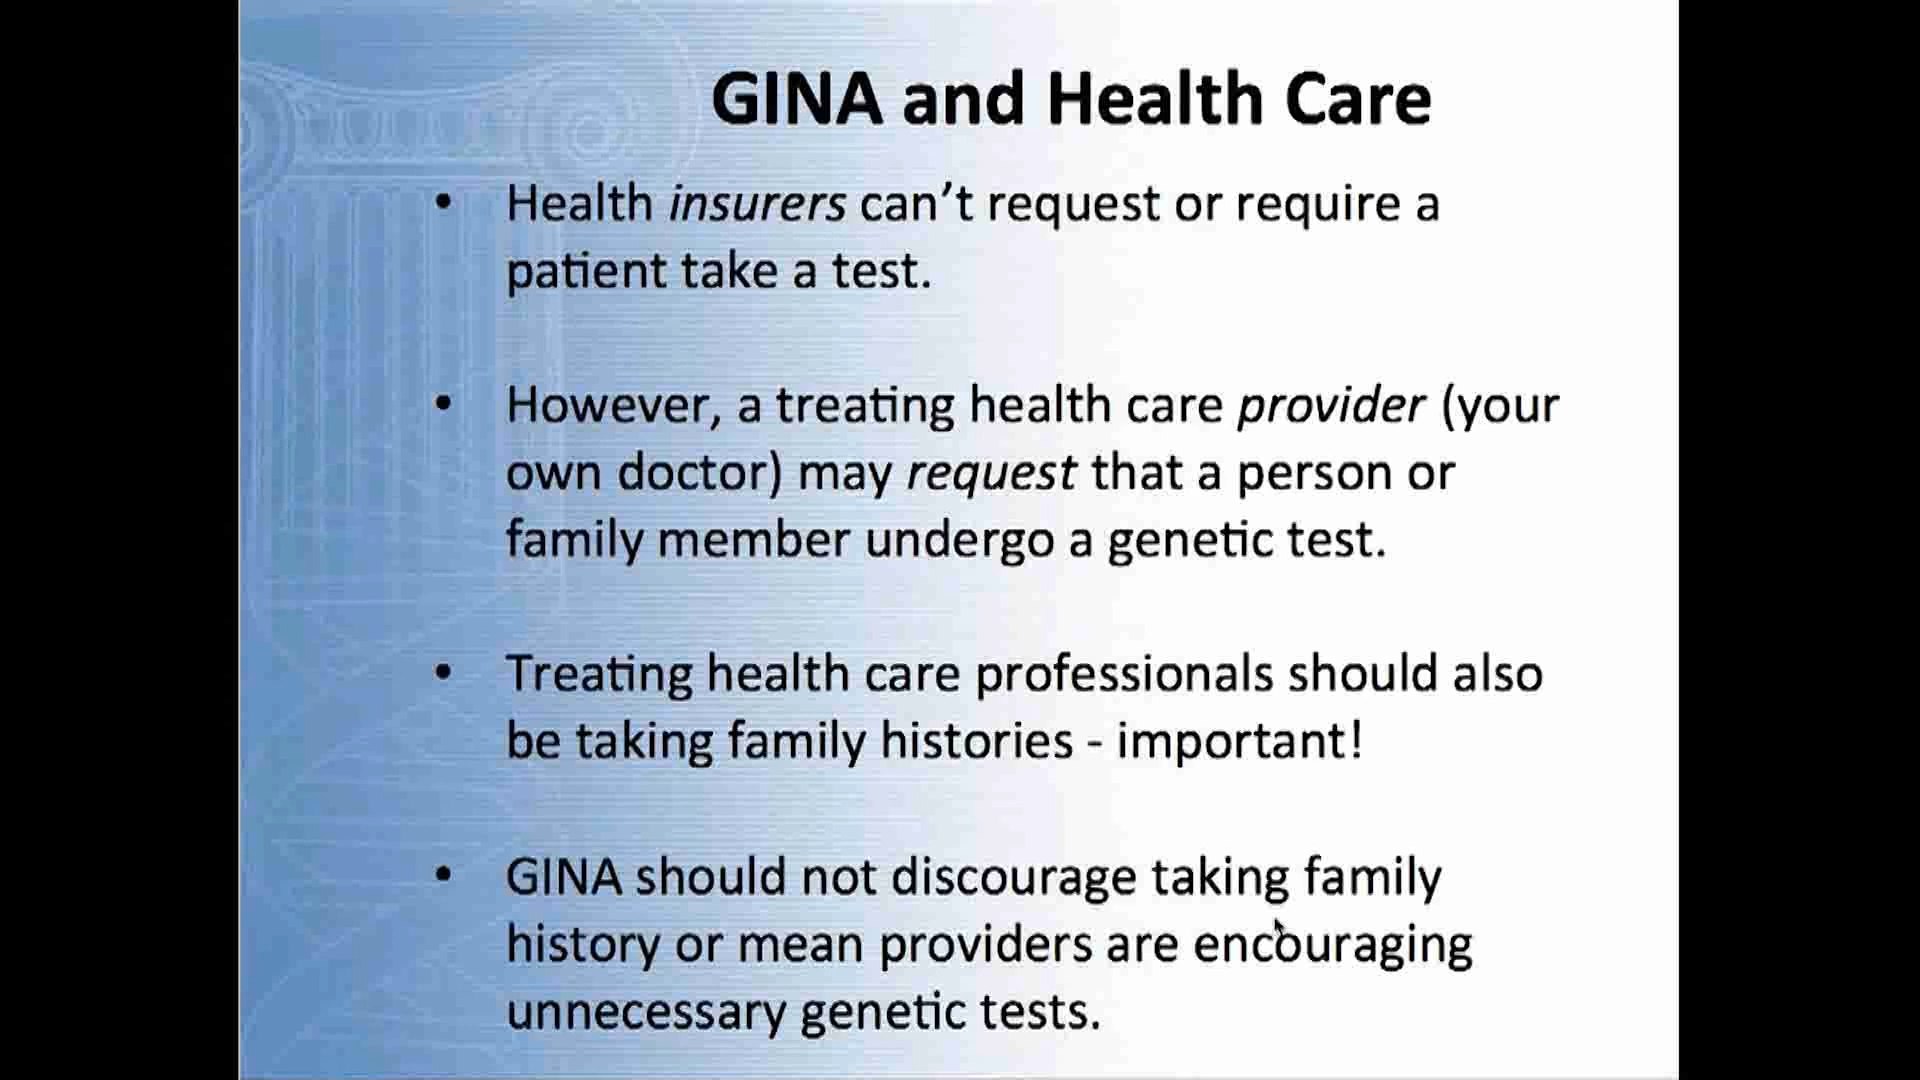 GINA and Health Care
• Health insurers can’t request or require a
patient take a test.
• However, a treating health care provider (your
own doctor) may request that a person or
family member undergo a genetic test.
• Treating health care professionals should also
be taking family histories - important!
• GINA should not discourage taking family
history or mean providers are encouraging
unnecessary genetic tests.